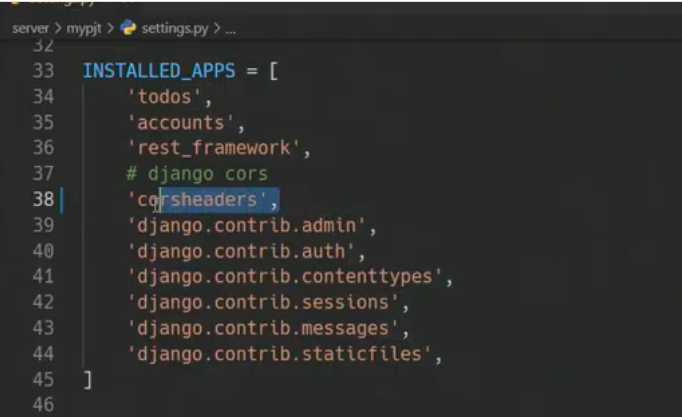 server > mypjt > settings.py > ...
32
33 INSTALLED_APPS = [
34 'todos',
35 'accounts',
36 'rest_framework',
37 # django cors
38 'corsheaders',
39 'django.contrib.admin',
40 'django.contrib.auth',
41 'django.contrib.contenttypes',
42 'django.contrib.sessions',
43 'django.contrib.messages',
44 'django.contrib.staticfiles',
45 ]
46